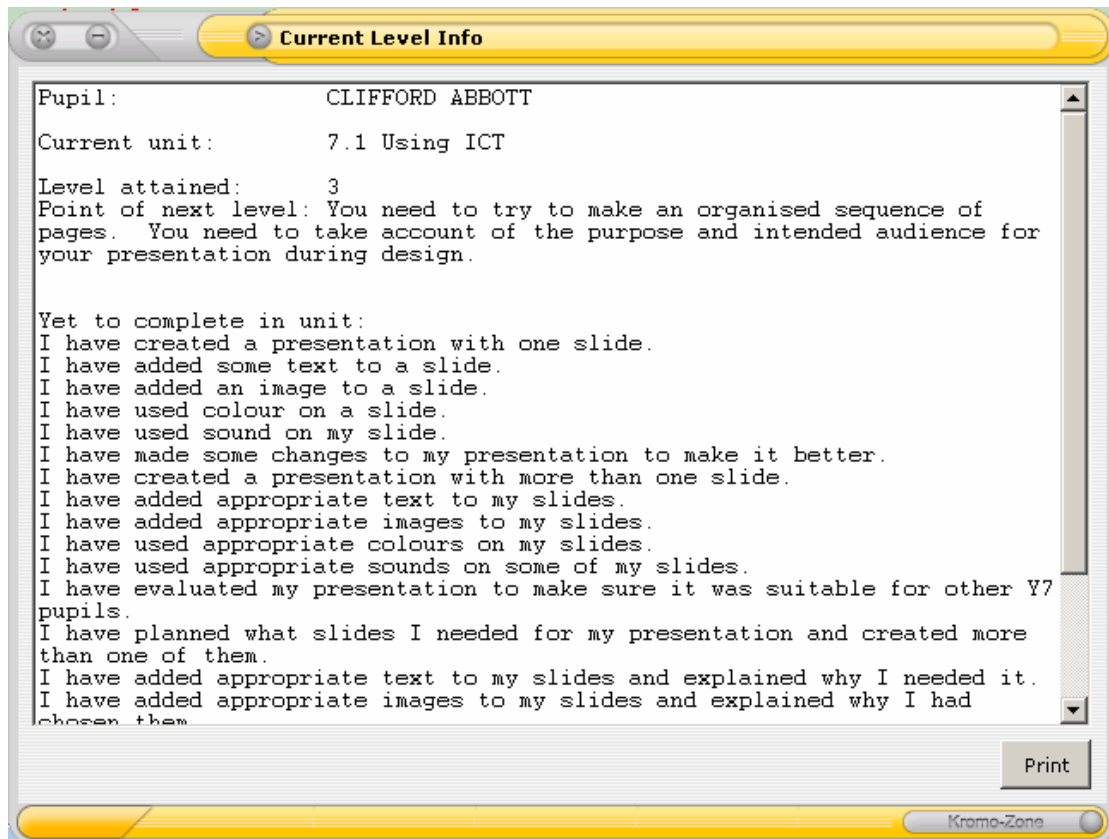 Current Level Info
Pupil: CLIFFORD ABBOTT
Current unit: 7.1 Using ICT
Level attained: 3
Point of next level: You need to try to make an organised sequence of
pages. You need to take account of the purpose and intended audience for
your presentation during design.
Yet to complete in unit:
I have created a presentation with one slide.
I have added some text to a slide.
I have added an image to a slide.
I have used colour on a slide.
I have used sound on my slide.
I have made some changes to my presentation to make it better.
I have created a presentation with more than one slide.
I have added appropriate text to my slides.
I have added appropriate images to my slides.
I have used appropriate colours on my slides.
I have used appropriate sounds on some of my slides.
I have evaluated my presentation to make sure it was suitable for other Y7
pupils.
I have planned what slides I needed for my presentation and created more
than one of them.
I have added appropriate text to my slides and explained why I needed it.
I have added appropriate images to my slides and explained why I had
chosen them
Print
Kromo-Zone